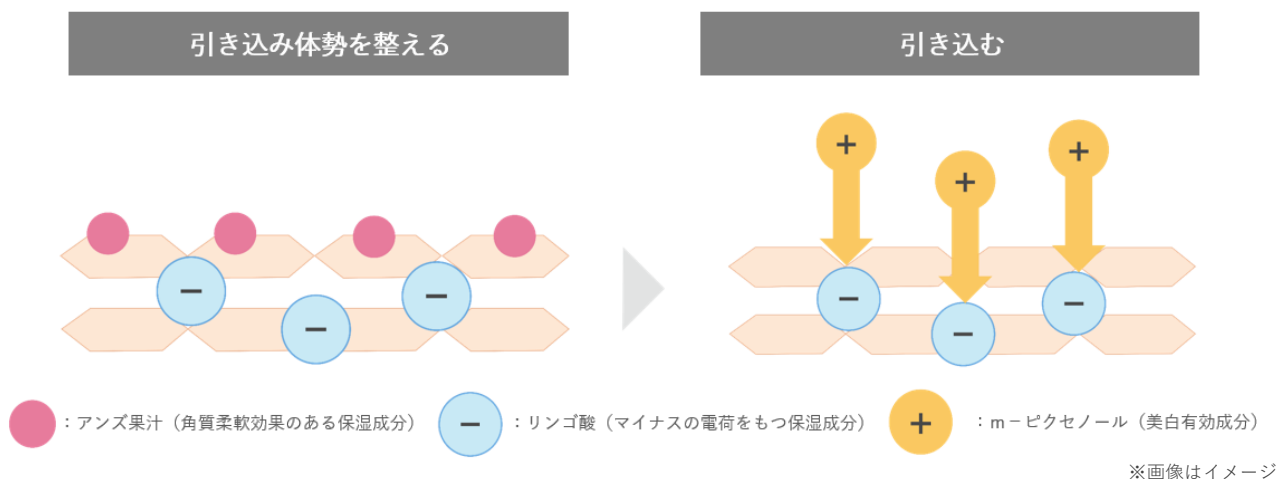 引き込み体勢を整える
引き込む
+
+
+
−
−
−
−
−
−
：アンズ果汁（角質柔軟効果のある保湿成分）
− ：リンゴ酸（マイナスの電荷をもつ保湿成分）
+ ：m－ピクセノール（美白有効成分）
※画像はイメージ